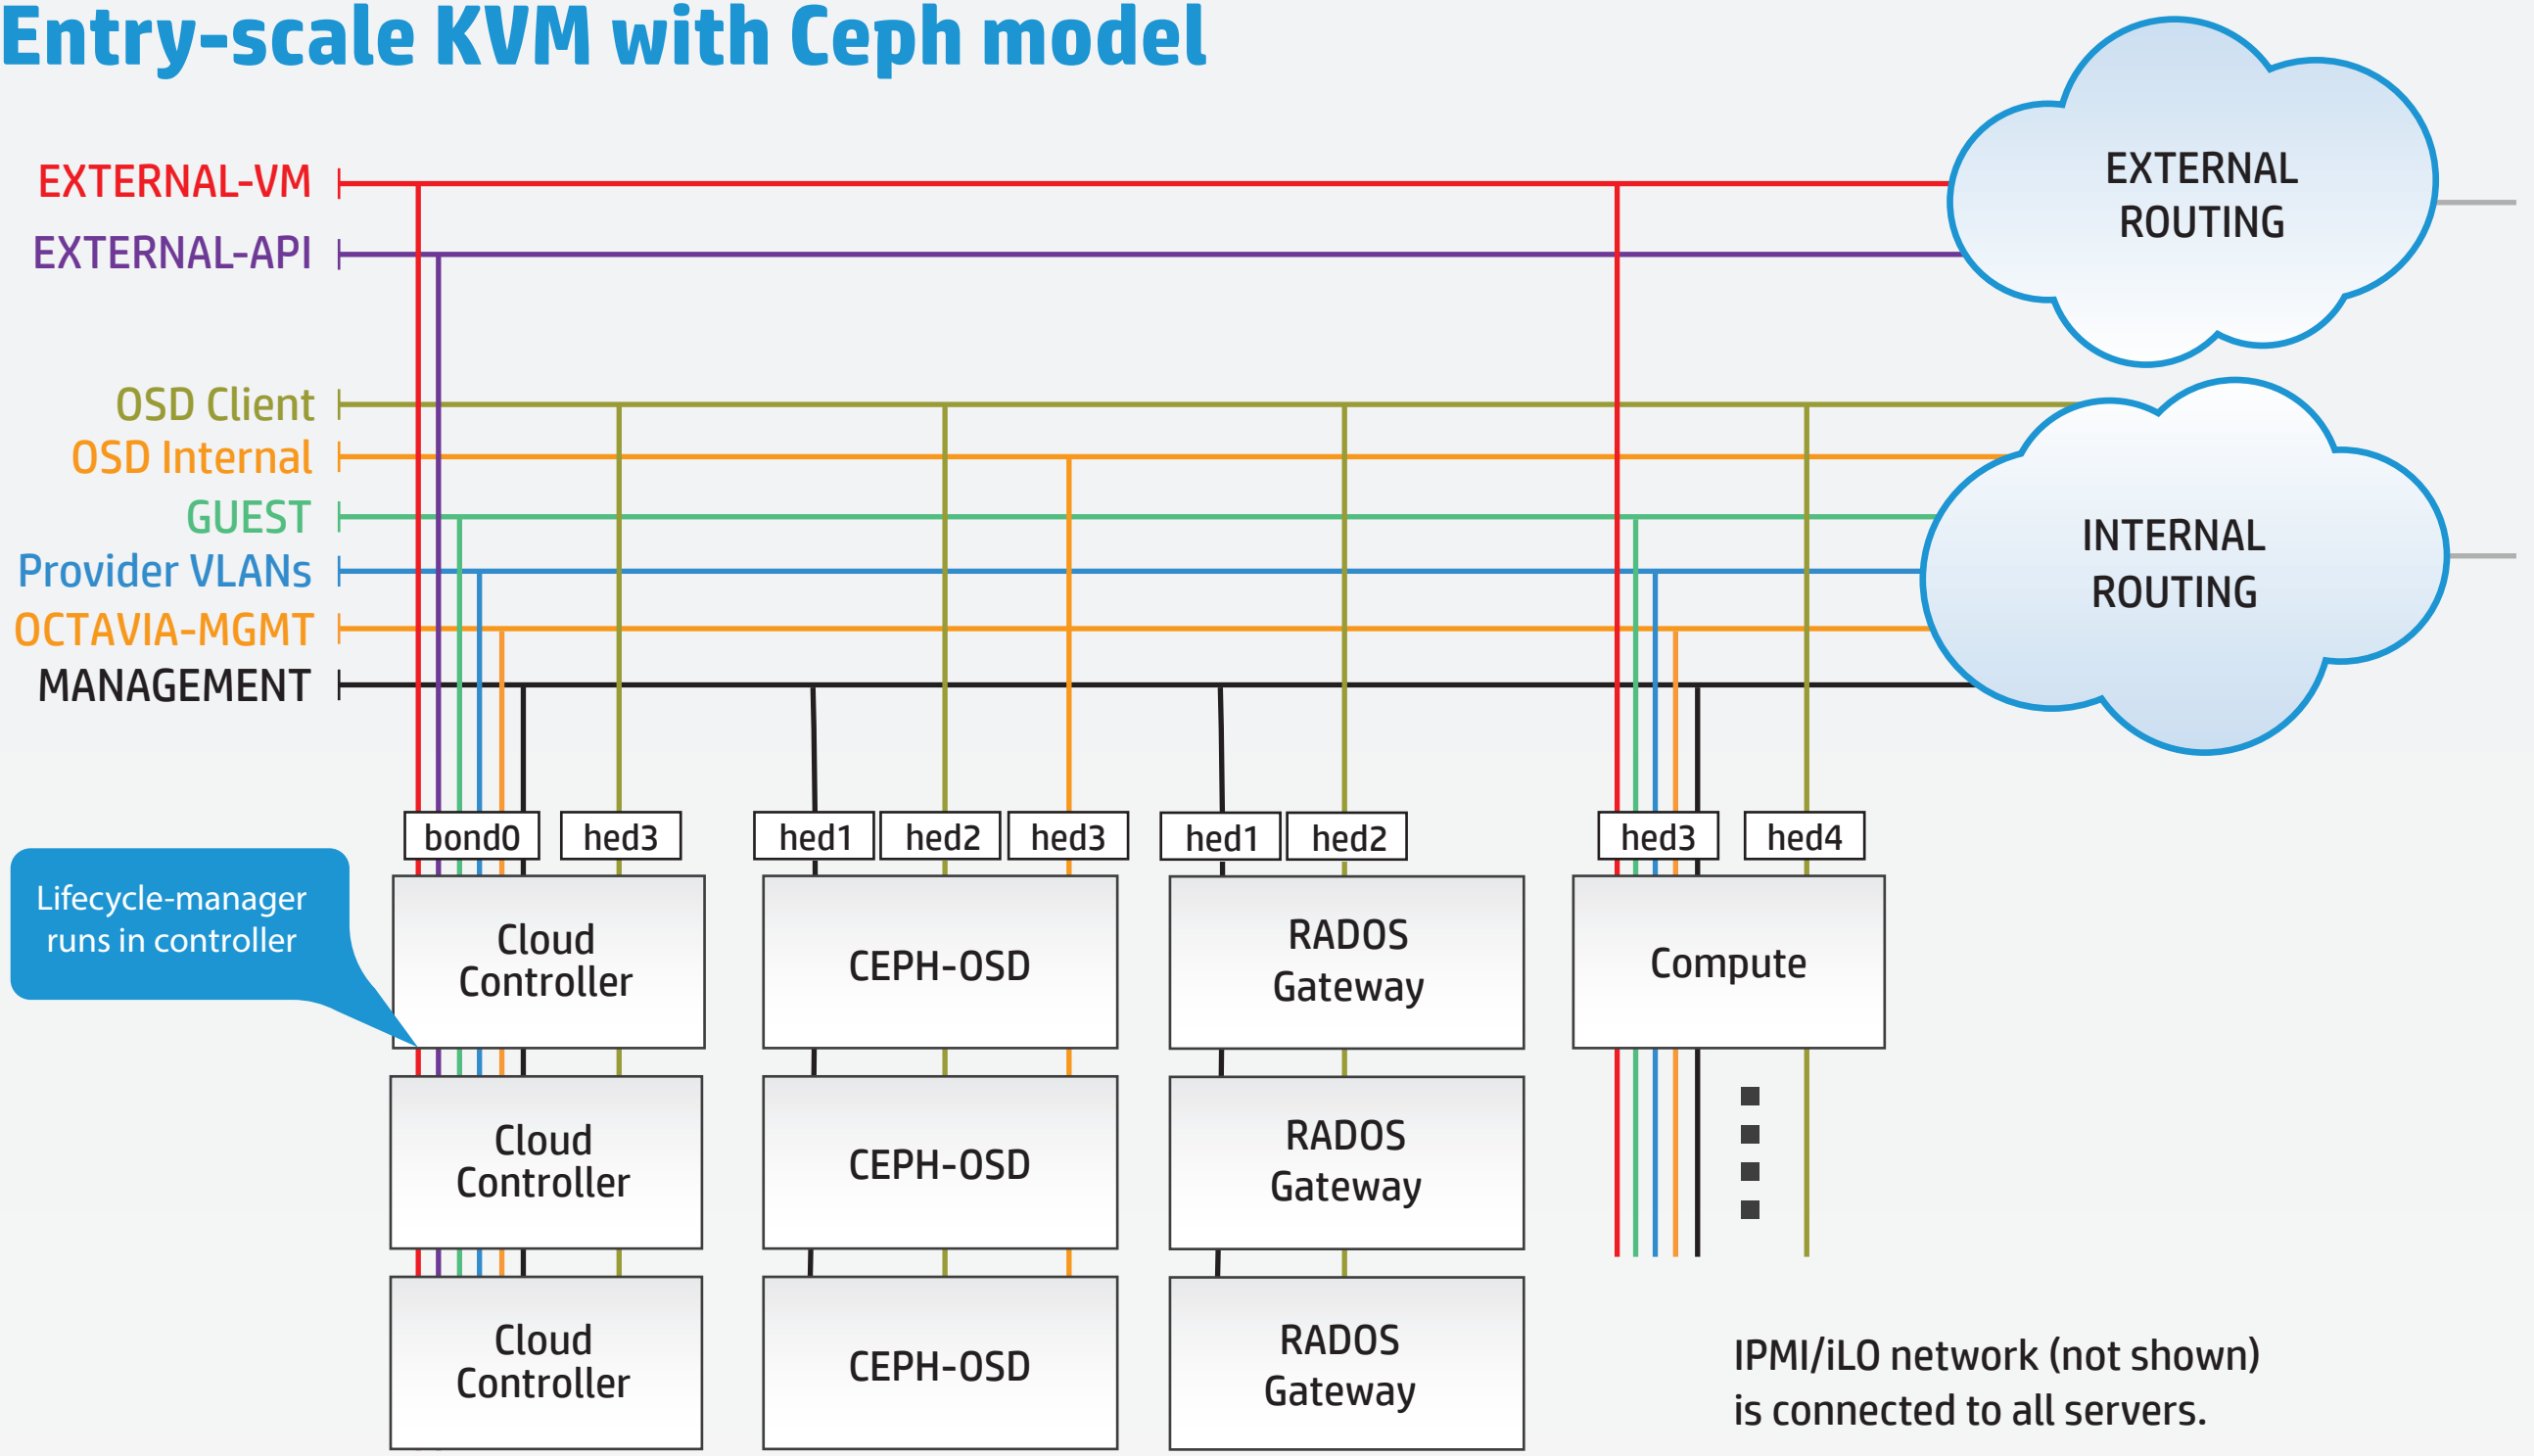 Entry-scale KVM with Ceph model
EXTERNAL-VM
EXTERNAL-API
EXTERNAL
ROUTING
OSD Client
OSD Internal
GUEST
Provider VLANs
OCTAVIA-MGMT
MANAGEMENT
INTERNAL
ROUTING
bond0
hed3
hed1
hed2
hed3
hed1
hed2
hed3
hed4
Lifecycle-manager
runs in controller
Cloud
Controller
CEPH-OSD
RADOS
Gateway
Compute
Cloud
Controller
CEPH-OSD
RADOS
Gateway
Cloud
Controller
CEPH-OSD
RADOS
Gateway
IPMI/iLO network (not shown)
is connected to all servers.